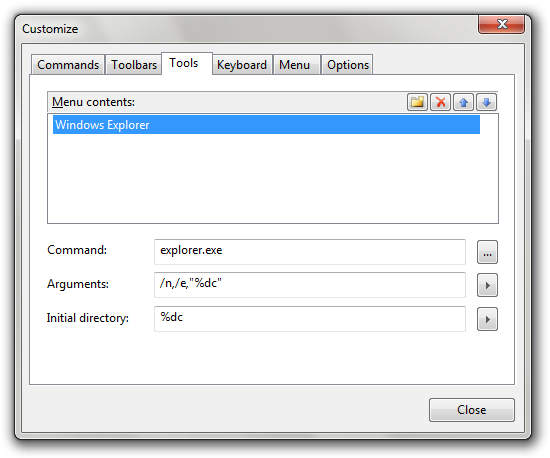 Customize
Commands Toolbars Tools Keyboard Menu Options
Menu contents:
Windows Explorer
Command: explorer.exe ...
Arguments: /n,/e,"%dc"
Initial directory: %dc
Close